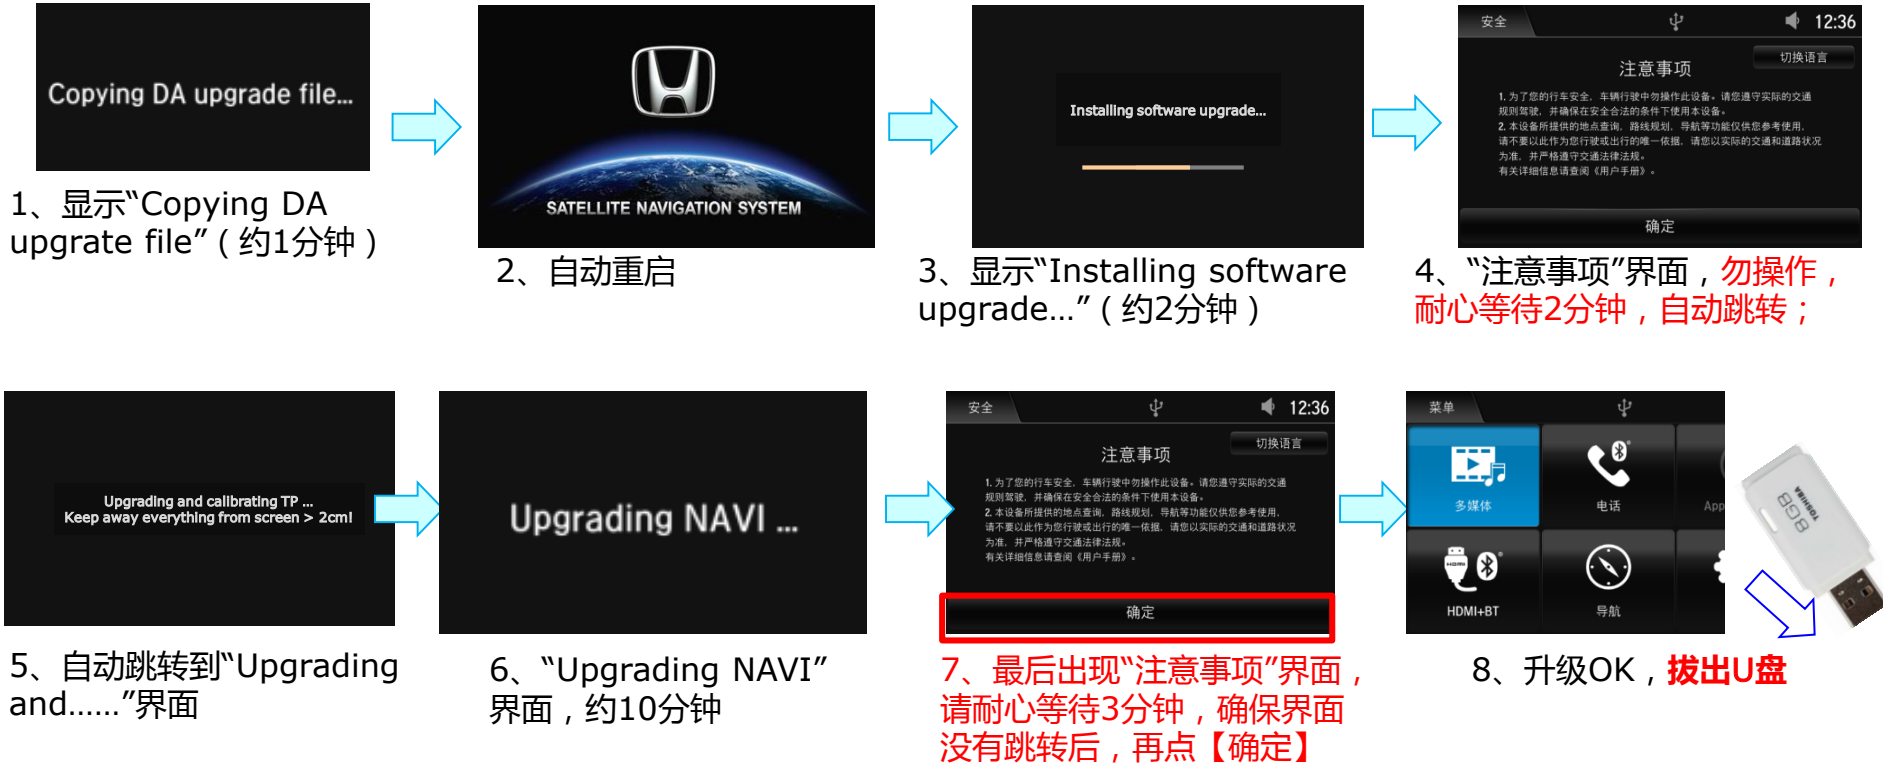 Copying DA upgrade file...
1、显示“Copying DA
upgrate file”（约1分钟）
SATELLITE NAVIGATION SYSTEM
2、自动重启
Installing software upgrade...
3、显示“Installing software
upgrade...”（约2分钟）
安全
12:36
切换语言
注意事项
1. 为了您的行车安全，车辆行驶中勿操作此设备。请您遵守实际的交通
规则驾驶，并确保在安全合法的条件下使用本设备。
2. 本设备所提供的地点查询、路线规划、导航等功能仅供您参考使用，
请不要以此作为您行驶或出行的唯一依据，请您以实际的交通和道路状况
为准，并严格遵守交通法律法规。
有关详细信息请查阅《用户手册》。
确定
4、“注意事项”界面，勿操作，
耐心等待2分钟，自动跳转；
Upgrading and calibrating TP ...
Keep away everything from screen > 2cm!
5、自动跳转到“Upgrading
and......”界面
Upgrading NAVI ...
6、“Upgrading NAVI”
界面，约10分钟
安全
12:36
切换语言
注意事项
1. 为了您的行车安全，车辆行驶中勿操作此设备。请您遵守实际的交通
规则驾驶，并确保在安全合法的条件下使用本设备。
2. 本设备所提供的地点查询、路线规划、导航等功能仅供您参考使用，
请不要以此作为您行驶或出行的唯一依据，请您以实际的交通和道路状况
为准，并严格遵守交通法律法规。
有关详细信息请查阅《用户手册》。
确定
7、最后出现“注意事项”界面，
请耐心等待3分钟，确保界面
没有跳转后，再点【确定】
菜单
多媒体
电话
App
HDMI
HDMI+BT
导航
8GB
TOSHIBA
8、升级OK，拔出U盘